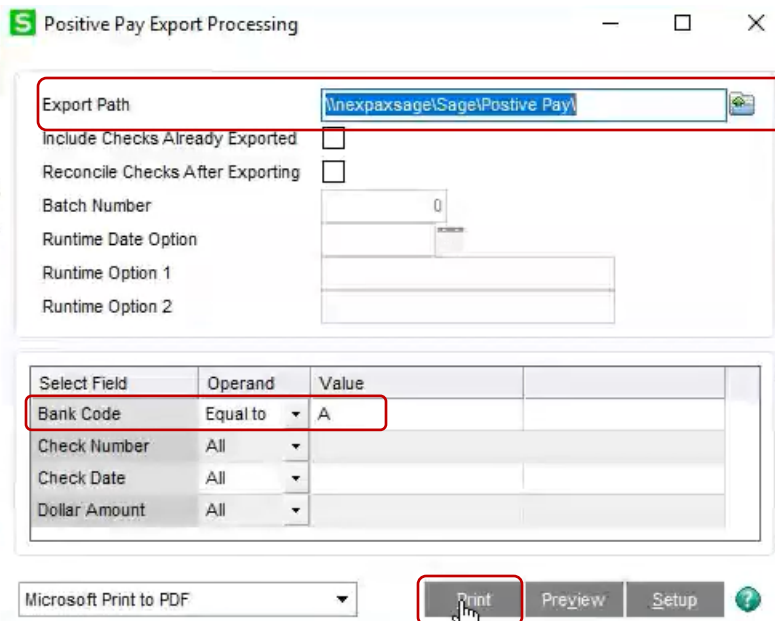 S Positive Pay Export Processing
Export Path \\nexpaxsage\Sage\Postive Pay\
Include Checks Already Exported
Reconcile Checks After Exporting
Batch Number 0
Runtime Date Option
Runtime Option 1
Runtime Option 2
Select Field Operand Value
Bank Code Equal to A
Check Number All
Check Date All
Dollar Amount All
Microsoft Print to PDF Print Preview Setup ?